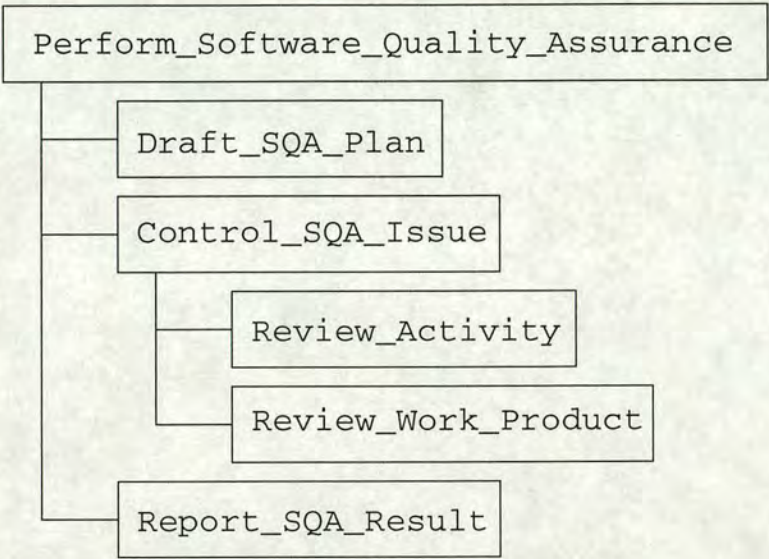 Perform_Software_Quality_Assurance
Draft_SQA_Plan
Control_SQA_Issue
Review_Activity
Review_Work_Product
Report_SQA_Result